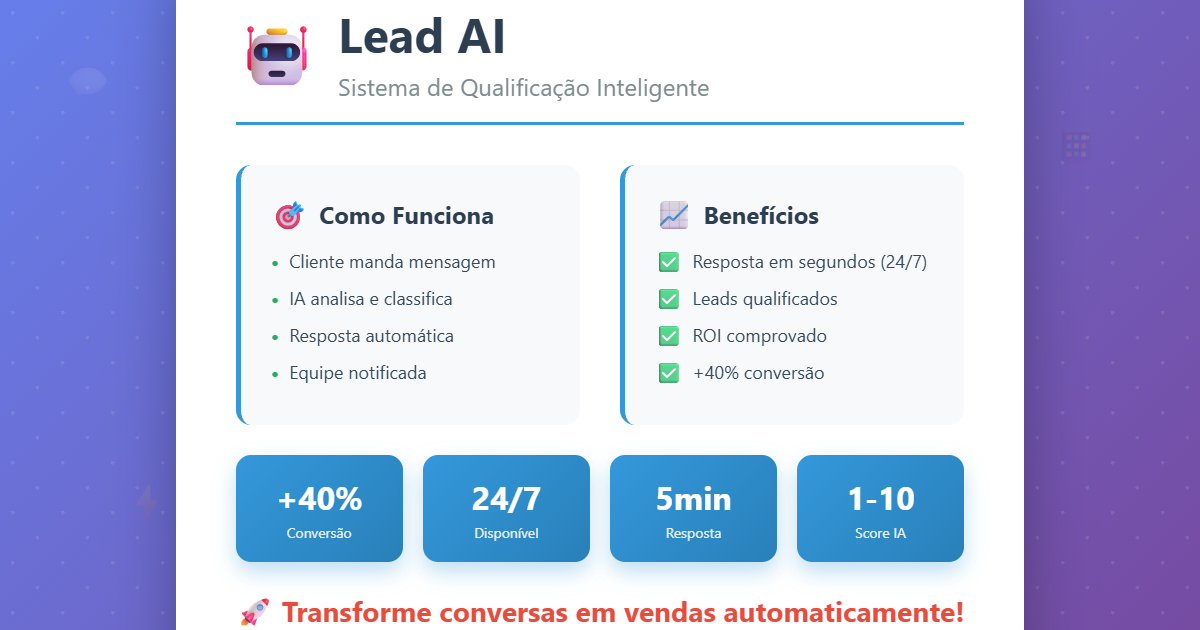 Lead AI
Sistema de Qualificação Inteligente
Como Funciona
• Cliente manda mensagem
• IA analisa e classifica
• Resposta automática
• Equipe notificada
Benefícios
✅ Resposta em segundos (24/7)
✅ Leads qualificados
✅ ROI comprovado
✅ +40% conversão
+40%
Conversão
24/7
Disponível
5min
Resposta
1-10
Score IA
🚀 Transforme conversas em vendas automaticamente!